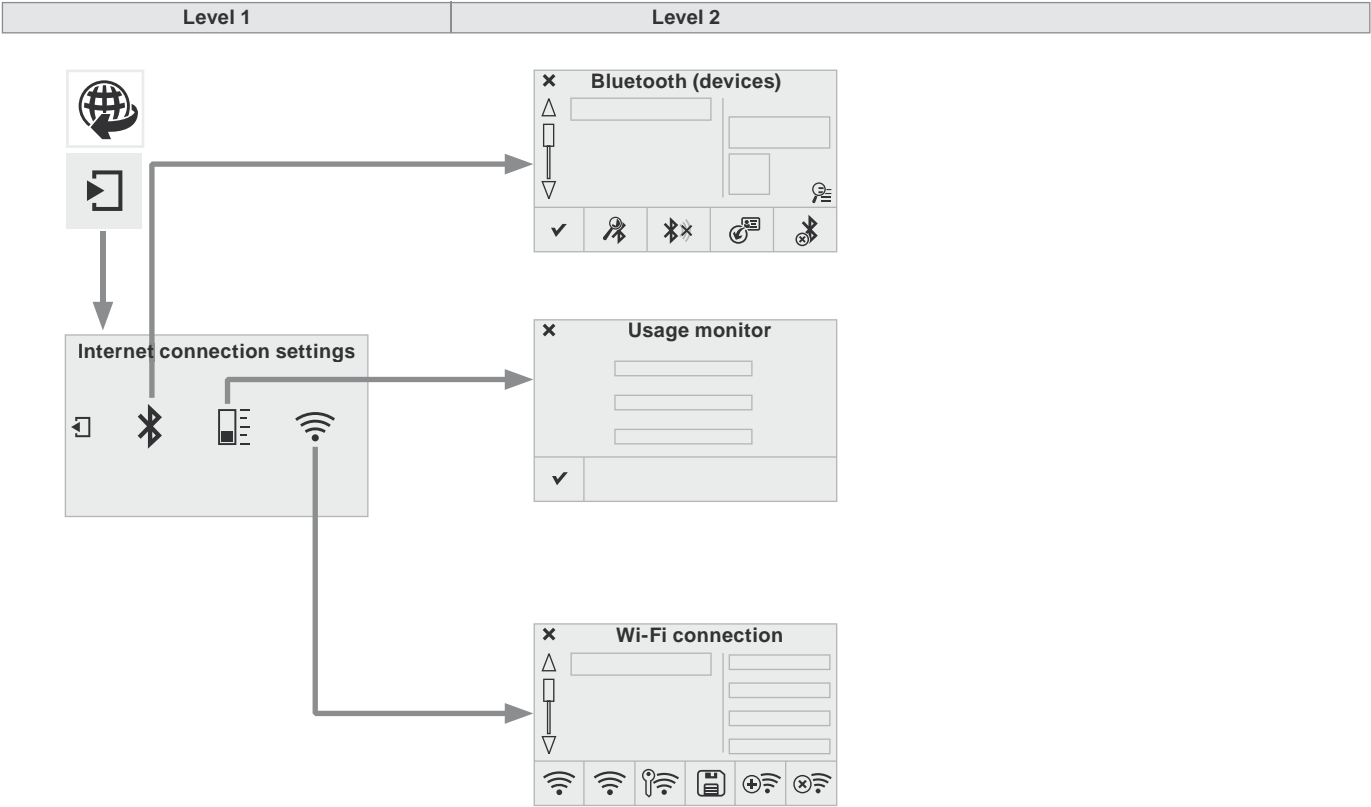 Level 1
Level 2
Bluetooth (devices)
Internet connection settings
Usage monitor
Wi-Fi connection